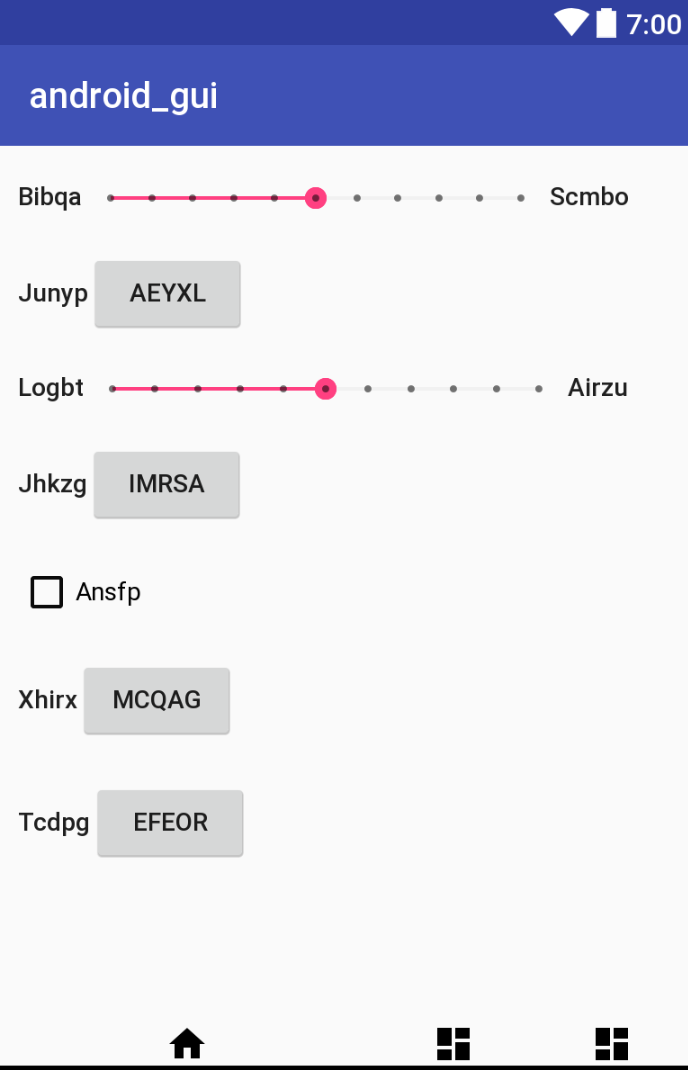 7:00
android_gui
Bibqa Scmbo
Junyp AEYXL
Logbt Airzu
Jhkzg IMRSA
Ansfp
Xhirx MCQAG
Tcdpg EFEOR